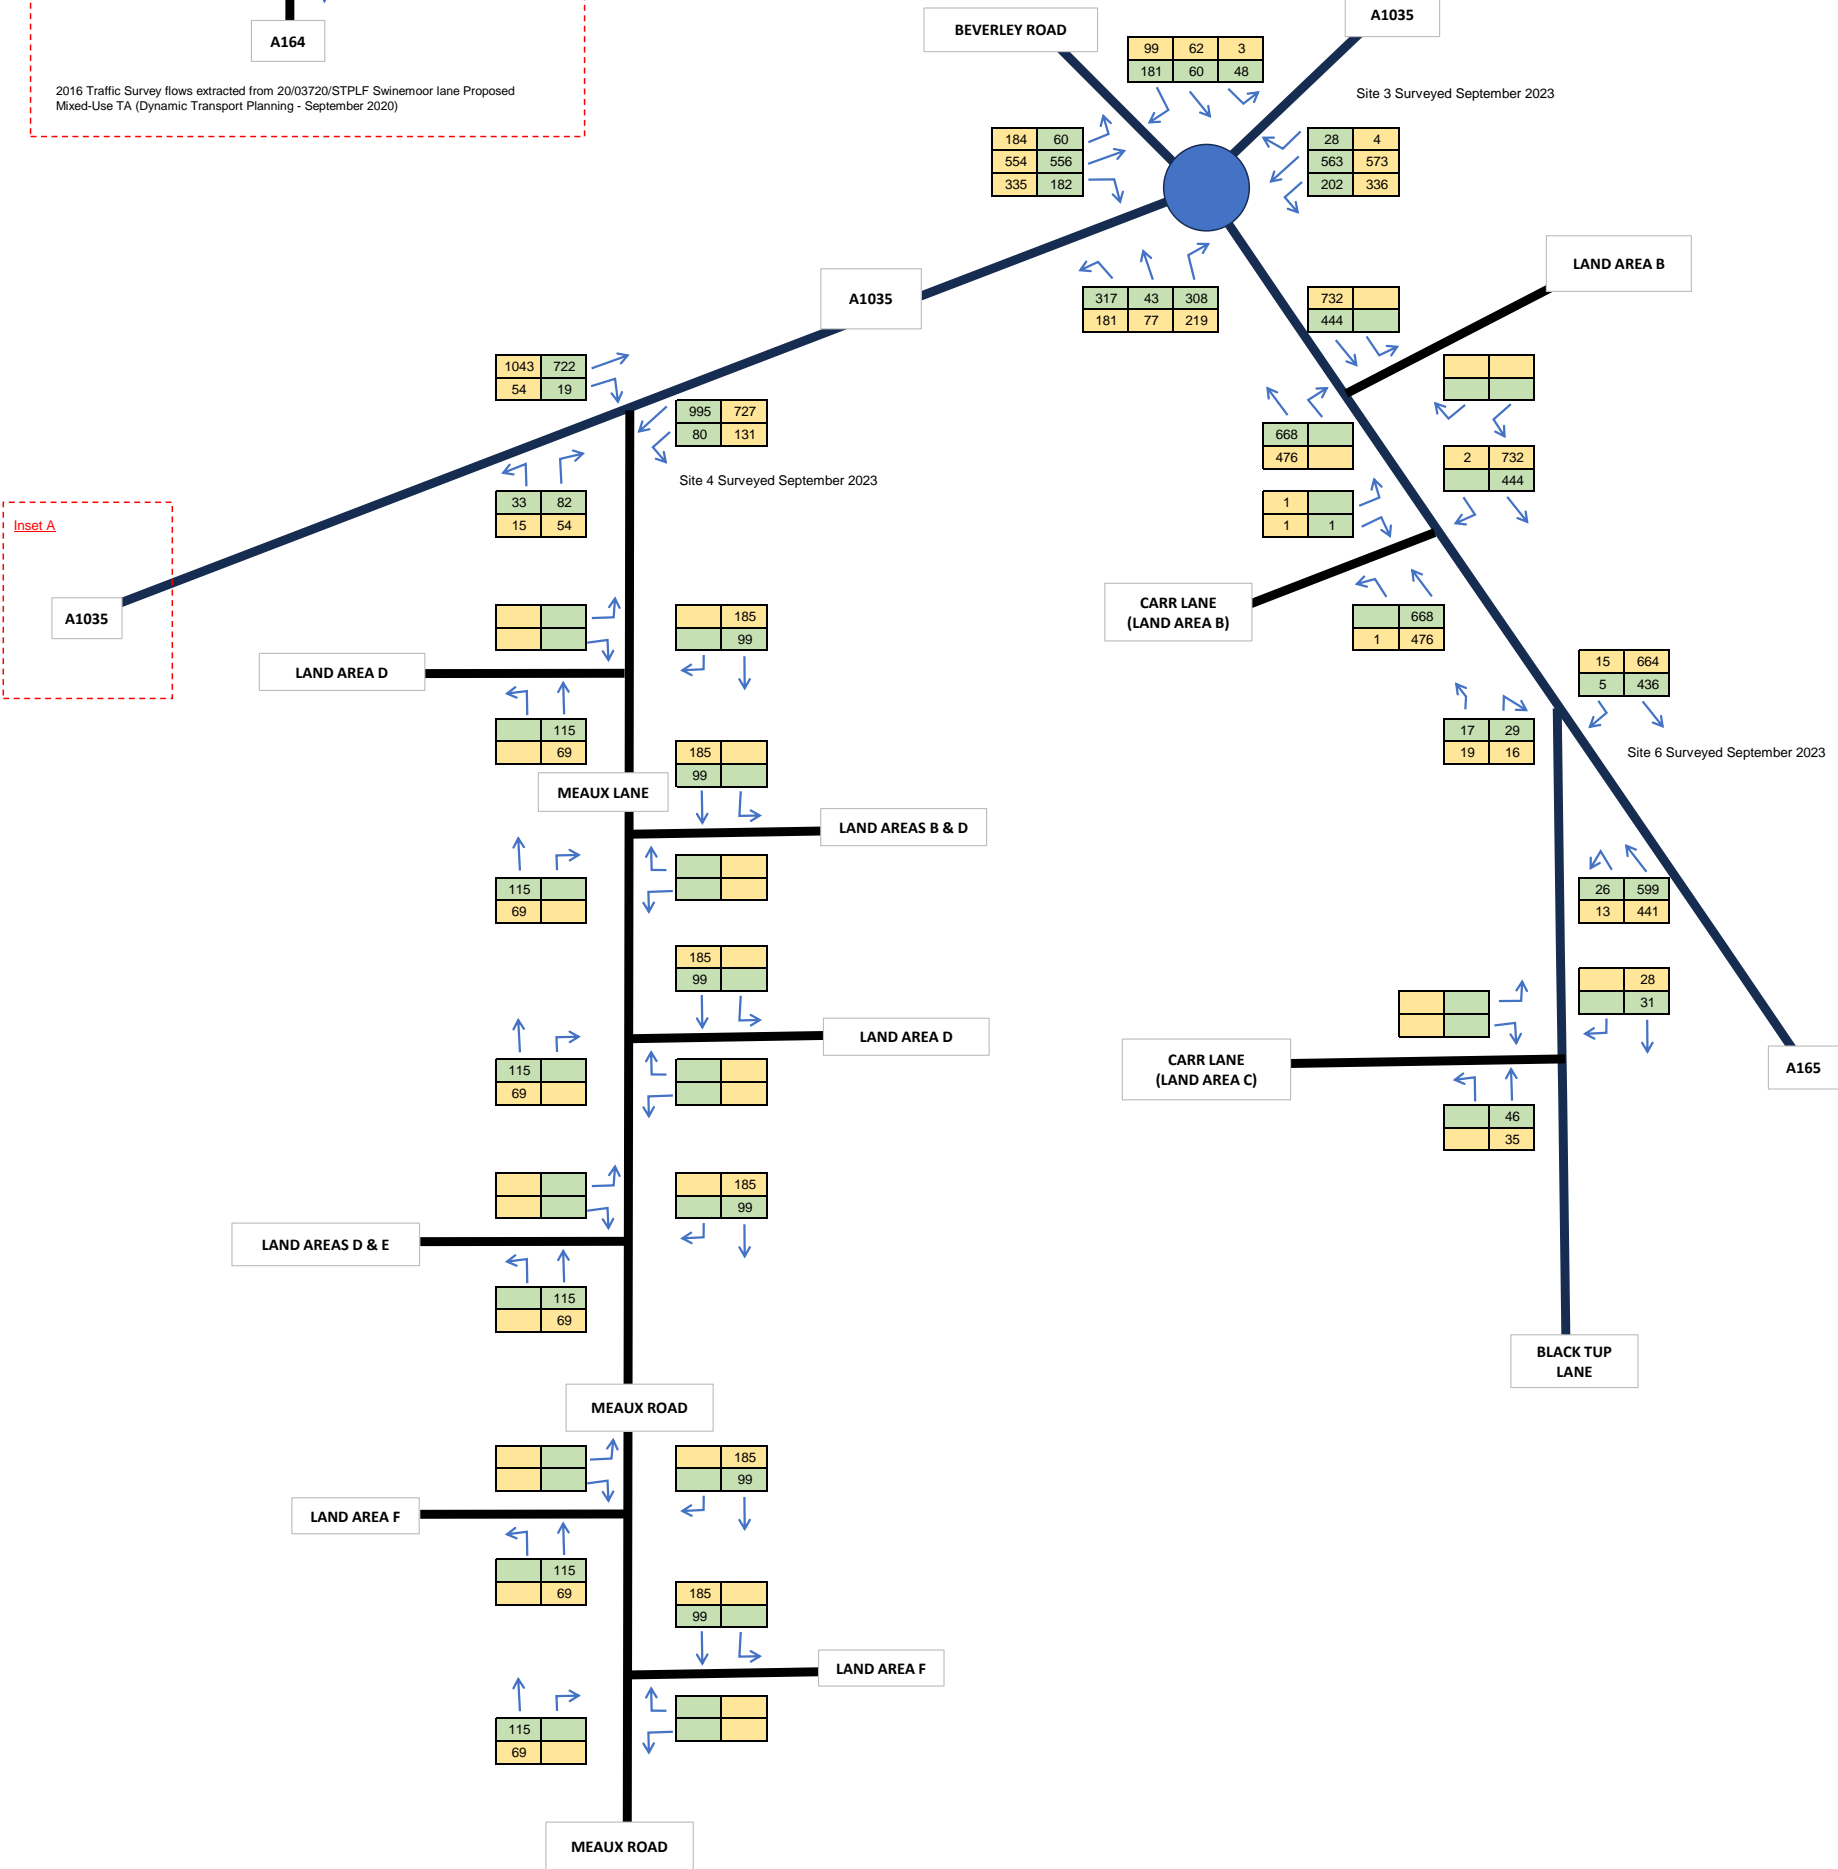 A164
2016 Traffic Survey flows extracted from 20/03720/STPLF Swinemoor lane Proposed
Mixed-Use TA (Dynamic Transport Planning - September 2020)
BEVERLEY ROAD
A1035
99 62 3
181 60 48
Site 3 Surveyed September 2023
184 60
554 556
335 182
28 4
563 573
202 336
317 43 308
181 77 219
A1035
LAND AREA B
732
444
1043 722
54 19
995 727
80 131
Site 4 Surveyed September 2023
33 82
15 54
668
476
2 732
444
1
1 1
Inset A
A1035
CARR LANE
(LAND AREA B)
668
1 476
185
99
LAND AREA D
115
69
15 664
5 436
17 29
19 16
Site 6 Surveyed September 2023
185
99
MEAUX LANE
LAND AREAS B & D
115
69
26 599
13 441
185
99
LAND AREA D
115
69
28
31
CARR LANE
(LAND AREA C)
A165
46
35
185
99
LAND AREAS D & E
115
69
BLACK TUP
LANE
MEAUX ROAD
185
99
LAND AREA F
115
69
185
99
LAND AREA F
115
69
MEAUX ROAD